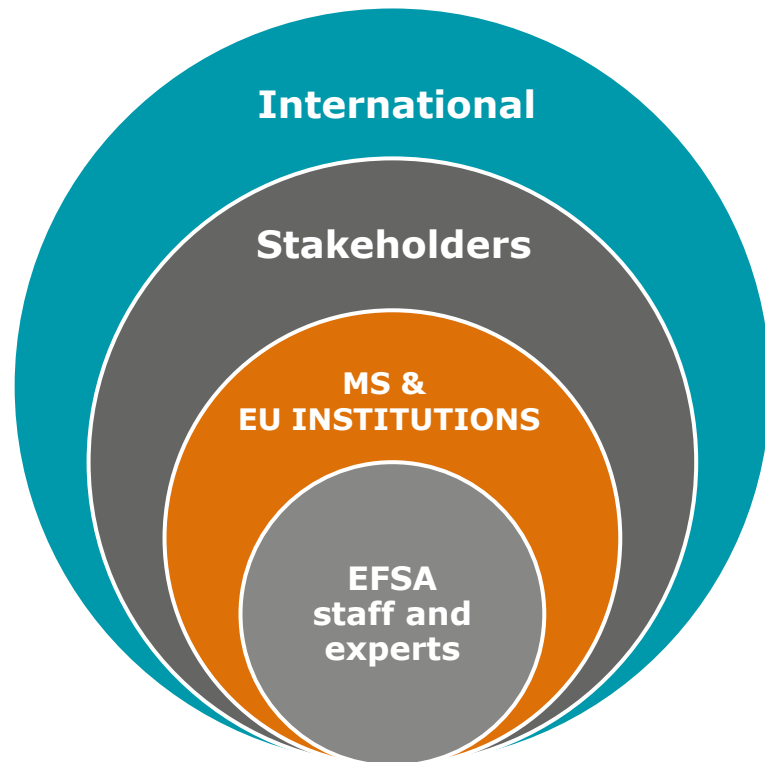 International
Stakeholders
MS &
EU INSTITUTIONS
EFSA
staff and
experts